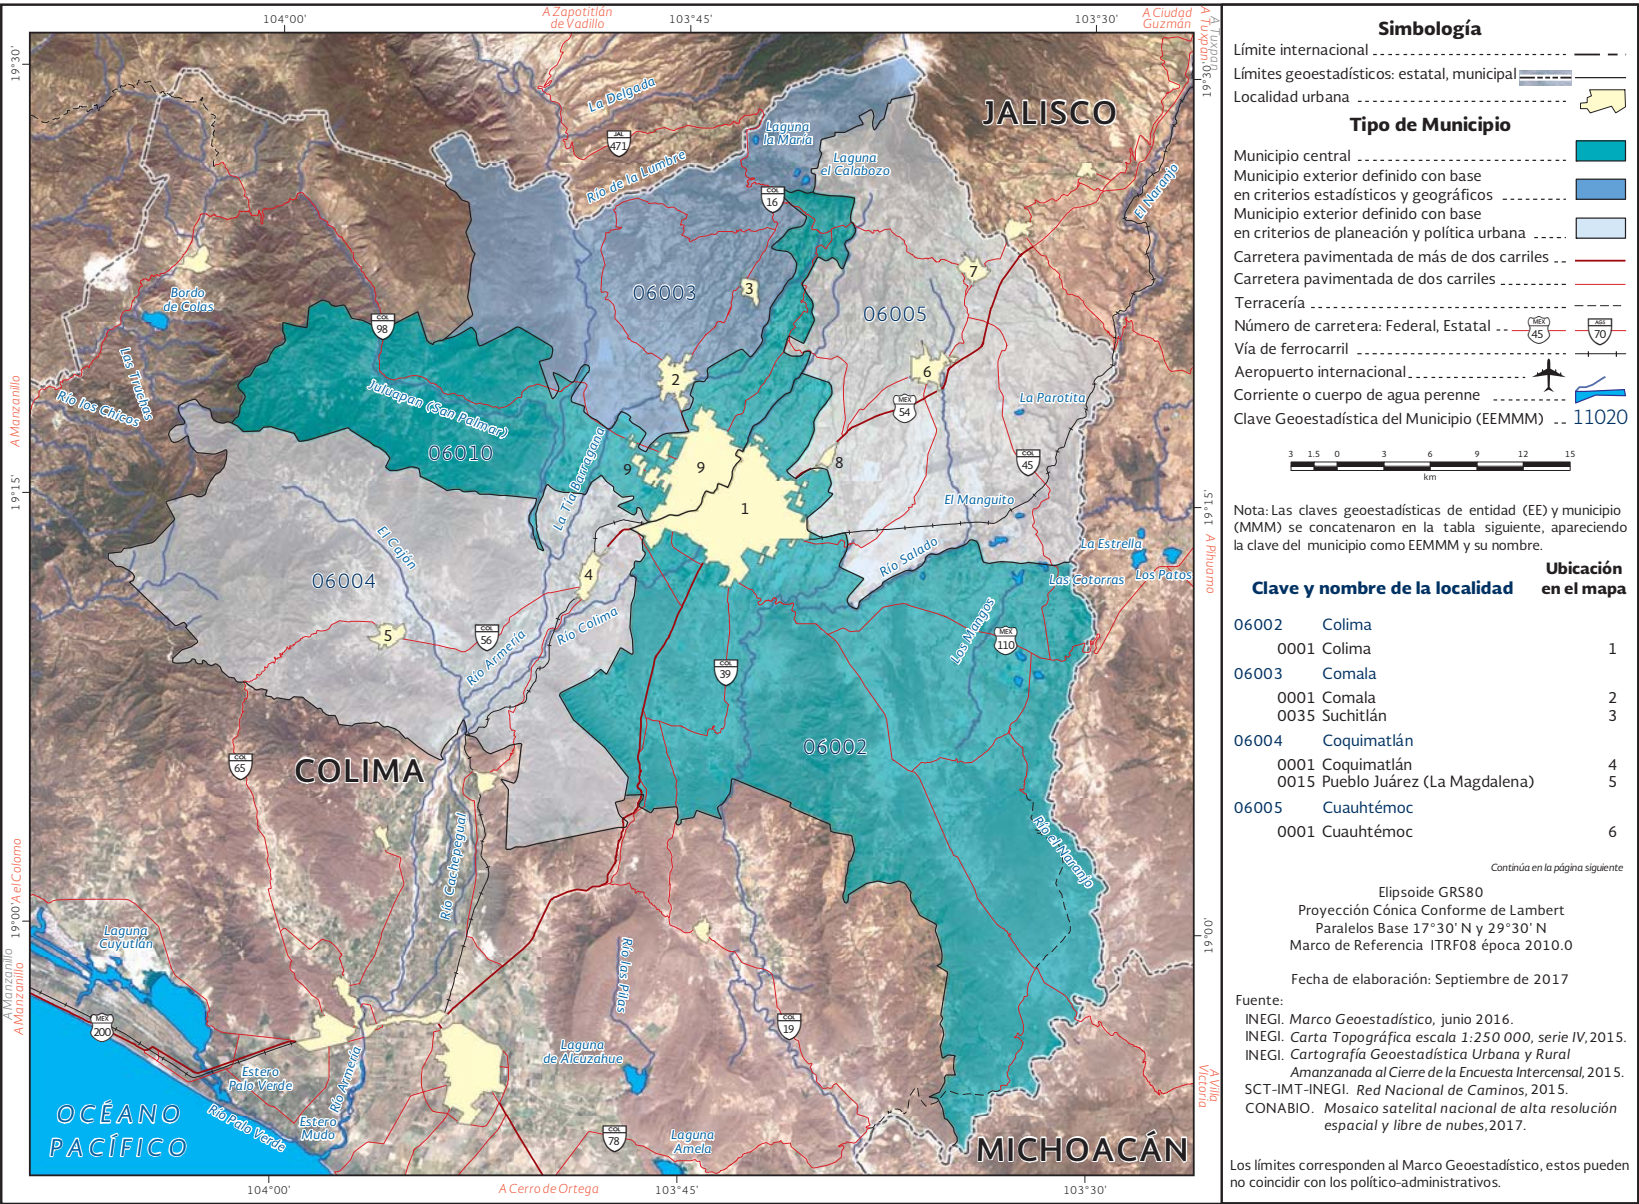 104°00'
A Zapotitlán
de Vadillo
103°45'
A Ciudad
Guzmán
103°30'
A Tuxpan
A Tuxpan
19°30'
19°30'
JALISCO
La Delgada
JAL
471
Laguna
la María
Laguna
el Calabozo
Río de la Lumbre
COL
16
El Naranjo
7
06003
3
06005
Bordo
de Colas
COL
98
Las Truchas
Río los Chicos
A Manzanillo
2
6
MEX
54
La Parotita
Juluapan (San Palmar)
06010
La Tía Barragana
9
9
8
COL
45
19°15'
19°15'
1
El Manguito
A Pihuamo
El Cajón
Río Salado
La Estrella
Las Cotorras
Los Patos
06004
4
5
COL
56
Río Armería
Río Colima
Los Mangos
MEX
110
COL
39
06002
COLIMA
COL
65
Río Cachepegual
Río el Naranjo
A el Colomo
19°00'
19°00'
A Manzanillo
A Manzanillo
Laguna
Cuyutlán
Río las Pilas
MEX
200
COL
19
Laguna
de Alcuzahue
Estero
Palo Verde
Río Armería
Río Palo Verde
Estero
Mudo
OCÉANO
PACÍFICO
COL
78
Laguna
Amela
MICHOACÁN
A Villa
Victoria
104°00'
A Cerro de Ortega
103°45'
103°30'
Simbología
Límite internacional
Límites geoestadísticos: estatal, municipal
Localidad urbana
Tipo de Municipio
Municipio central
Municipio exterior definido con base
en criterios estadísticos y geográficos
Municipio exterior definido con base
en criterios de planeación y política urbana
Carretera pavimentada de más de dos carriles
Carretera pavimentada de dos carriles
Terracería
Número de carretera: Federal, Estatal MEX 45 AGS 70
Vía de ferrocarril
Aeropuerto internacional
Corriente o cuerpo de agua perenne
Clave Geoestadística del Municipio (EEMMM) 11020
3 1.5 0 3 6 9 12 15
km
Nota: Las claves geoestadísticas de entidad (EE) y municipio
(MMM) se concatenaron en la tabla siguiente, apareciendo
la clave del municipio como EEMMM y su nombre.
Clave y nombre de la localidad Ubicación
en el mapa
06002 Colima
0001 Colima 1
06003 Comala
0001 Comala 2
0035 Suchitlán 3
06004 Coquimatlán
0001 Coquimatlán 4
0015 Pueblo Juárez (La Magdalena) 5
06005 Cuauhtémoc
0001 Cuauhtémoc 6
Continúa en la página siguiente
Elipsoide GRS80
Proyección Cónica Conforme de Lambert
Paralelos Base 17°30' N y 29°30' N
Marco de Referencia ITRF08 época 2010.0
Fecha de elaboración: Septiembre de 2017
Fuente:
INEGI. Marco Geoestadístico, junio 2016.
INEGI. Carta Topográfica escala 1:250 000, serie IV, 2015.
INEGI. Cartografía Geoestadística Urbana y Rural
Amanzanada al Cierre de la Encuesta Intercensal, 2015.
SCT-IMT-INEGI. Red Nacional de Caminos, 2015.
CONABIO. Mosaico satelital nacional de alta resolución
espacial y libre de nubes, 2017.
Los límites corresponden al Marco Geoestadístico, estos pueden
no coincidir con los político-administrativos.